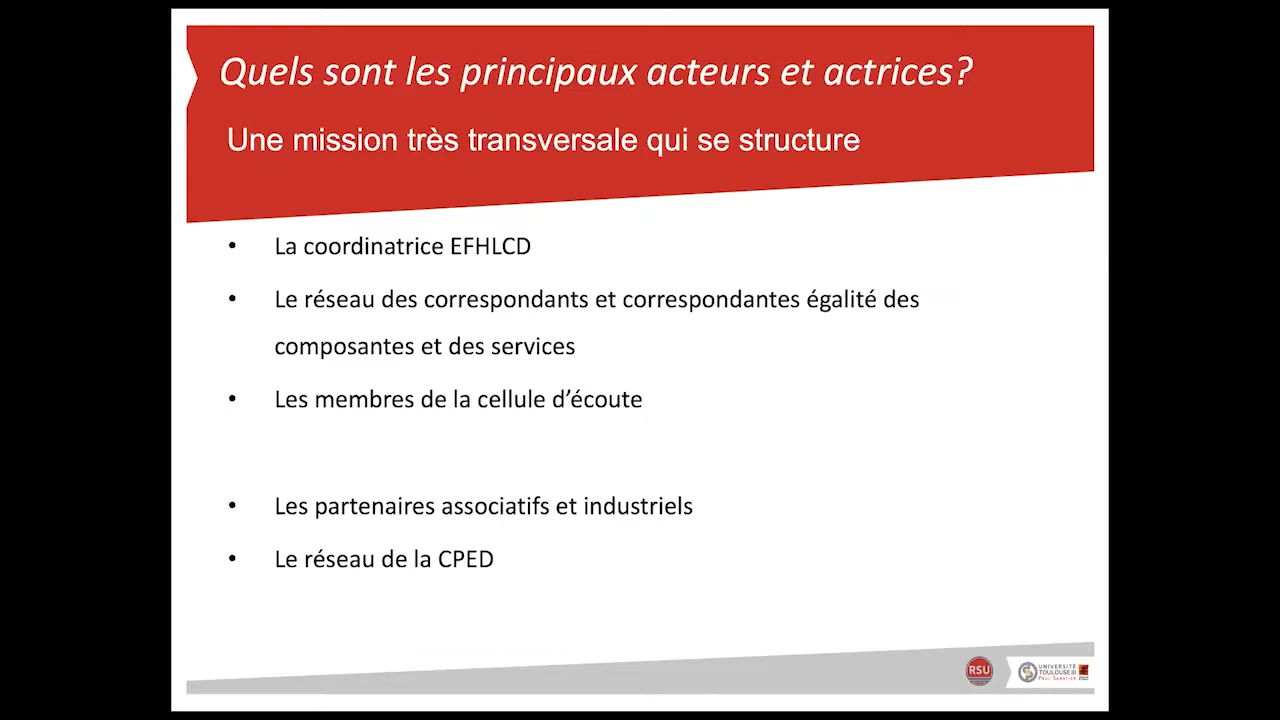 Quels sont les principaux acteurs et actrices?
Une mission très transversale qui se structure
• La coordinatrice EFHLCD
• Le réseau des correspondants et correspondantes égalité des
composantes et des services
• Les membres de la cellule d’écoute
• Les partenaires associatifs et industriels
• Le réseau de la CPED
RSU
UNIVERSITÉ
TOULOUSE III
PAUL SABATIER